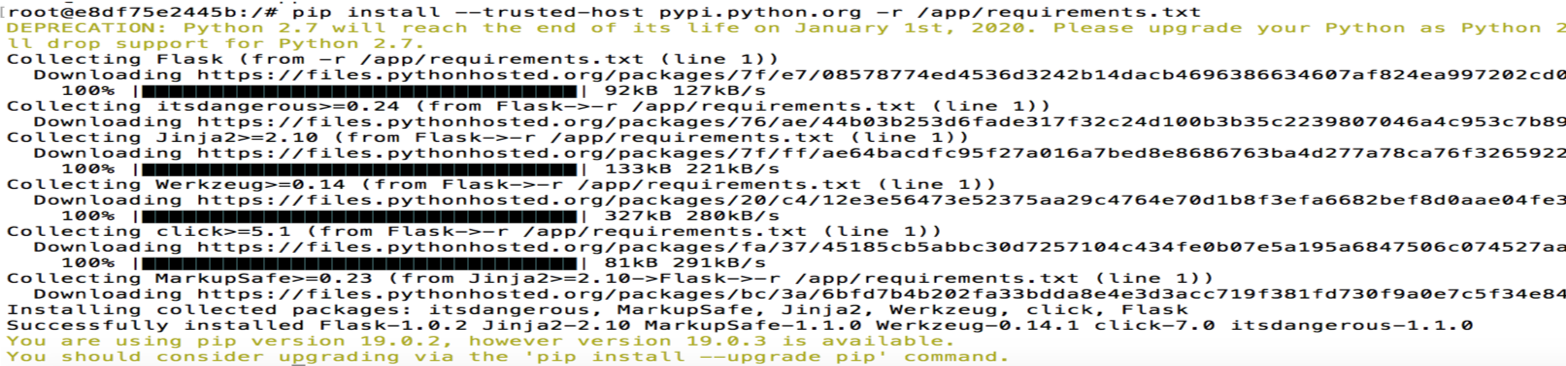 [root@e8df75e2445b:/# pip install --trusted-host pypi.python.org -r /app/requirements.txt
DEPRECATION: Python 2.7 will reach the end of its life on January 1st, 2020. Please upgrade your Python as Python 2
ll drop support for Python 2.7.
Collecting Flask (from -r /app/requirements.txt (line 1))
Downloading https://files.pythonhosted.org/packages/7f/e7/08578774ed4536d3242b14dacb4696386634607af824ea997202cd0
100% |████████████████████████████████| 92kB 127kB/s
Collecting itsdangerous>=0.24 (from Flask->-r /app/requirements.txt (line 1))
Downloading https://files.pythonhosted.org/packages/76/ae/44b03b253d6fade317f32c24d100b3b35c2239807046a4c953c7b89
Collecting Jinja2>=2.10 (from Flask->-r /app/requirements.txt (line 1))
Downloading https://files.pythonhosted.org/packages/7f/ff/ae64bacdfc95f27a016a7bed8e8686763ba4d277a78ca76f3265922
100% |████████████████████████████████| 133kB 221kB/s
Collecting Werkzeug>=0.14 (from Flask->-r /app/requirements.txt (line 1))
Downloading https://files.pythonhosted.org/packages/20/c4/12e3e56473e52375aa29c4764e70d1b8f3efa6682bef8d0aae04fe3
100% |████████████████████████████████| 327kB 280kB/s
Collecting click>=5.1 (from Flask->-r /app/requirements.txt (line 1))
Downloading https://files.pythonhosted.org/packages/fa/37/45185cb5abbc30d7257104c434fe0b07e5a195a6847506c074527aa
100% |████████████████████████████████| 81kB 291kB/s
Collecting MarkupSafe>=0.23 (from Jinja2>=2.10->Flask->-r /app/requirements.txt (line 1))
Downloading https://files.pythonhosted.org/packages/bc/3a/6bfd7b4b202fa33bdda8e4e3d3acc719f381fd730f9a0e7c5f34e84
Installing collected packages: itsdangerous, MarkupSafe, Jinja2, Werkzeug, click, Flask
Successfully installed Flask-1.0.2 Jinja2-2.10 MarkupSafe-1.1.0 Werkzeug-0.14.1 click-7.0 itsdangerous-1.1.0
You are using pip version 19.0.2, however version 19.0.3 is available.
You should consider upgrading via the 'pip install --upgrade pip' command.